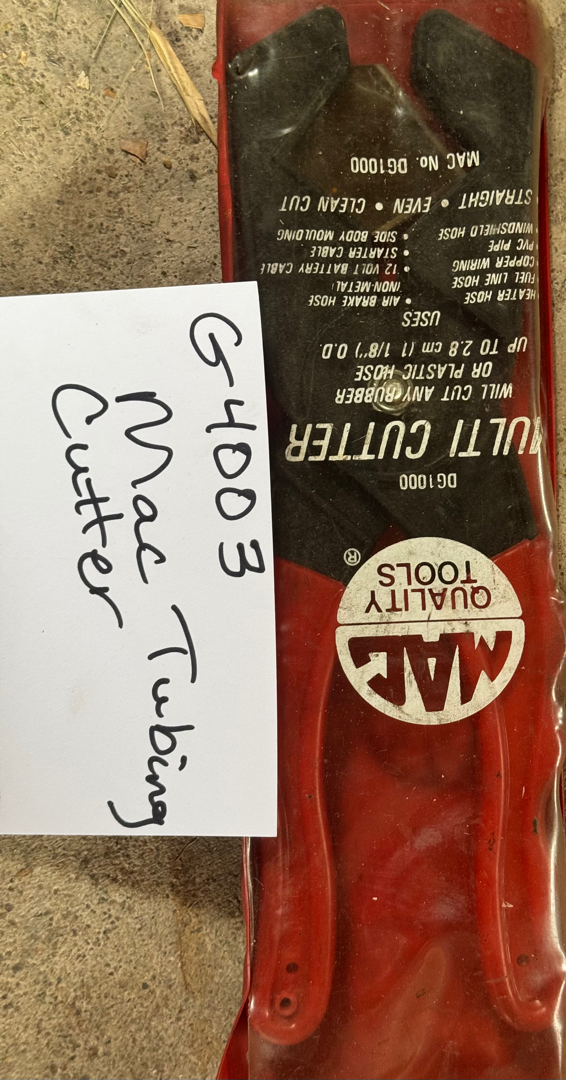 G4003
Mac Tubing
Cutter
MAC
QUALITY
TOOLS
®
DG1000
MULTI CUTTER
WILL CUT ANY RUBBER
OR PLASTIC HOSE
UP TO 2.8 cm (1 1/8") O.D.
USES
HEATER HOSE
FUEL LINE HOSE
COPPER WIRING
• PVC PIPE
• WINDSHIELD HOSE
• AIR BRAKE HOSE
(NON-METAL)
• 12 VOLT BATTERY CABLE
• STARTER CABLE
• SIDE BODY MOULDING
• STRAIGHT • EVEN • CLEAN CUT
MAC No. DG1000